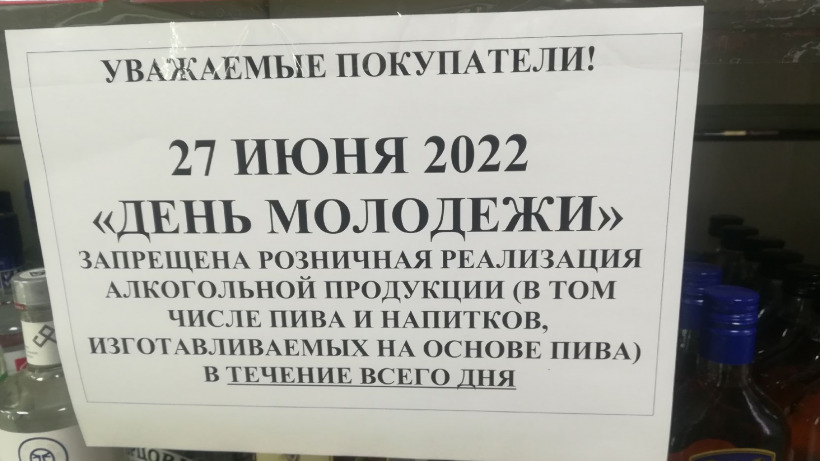 УВАЖАЕМЫЕ ПОКУПАТЕЛИ!
27 ИЮНЯ 2022
«ДЕНЬ МОЛОДЕЖИ»
ЗАПРЕЩЕНА РОЗНИЧНАЯ РЕАЛИЗАЦИЯ
АЛКОГОЛЬНОЙ ПРОДУКЦИИ (В ТОМ
ЧИСЛЕ ПИВА И НАПИТКОВ,
ИЗГОТАВЛИВАЕМЫХ НА ОСНОВЕ ПИВА)
В ТЕЧЕНИЕ ВСЕГО ДНЯ